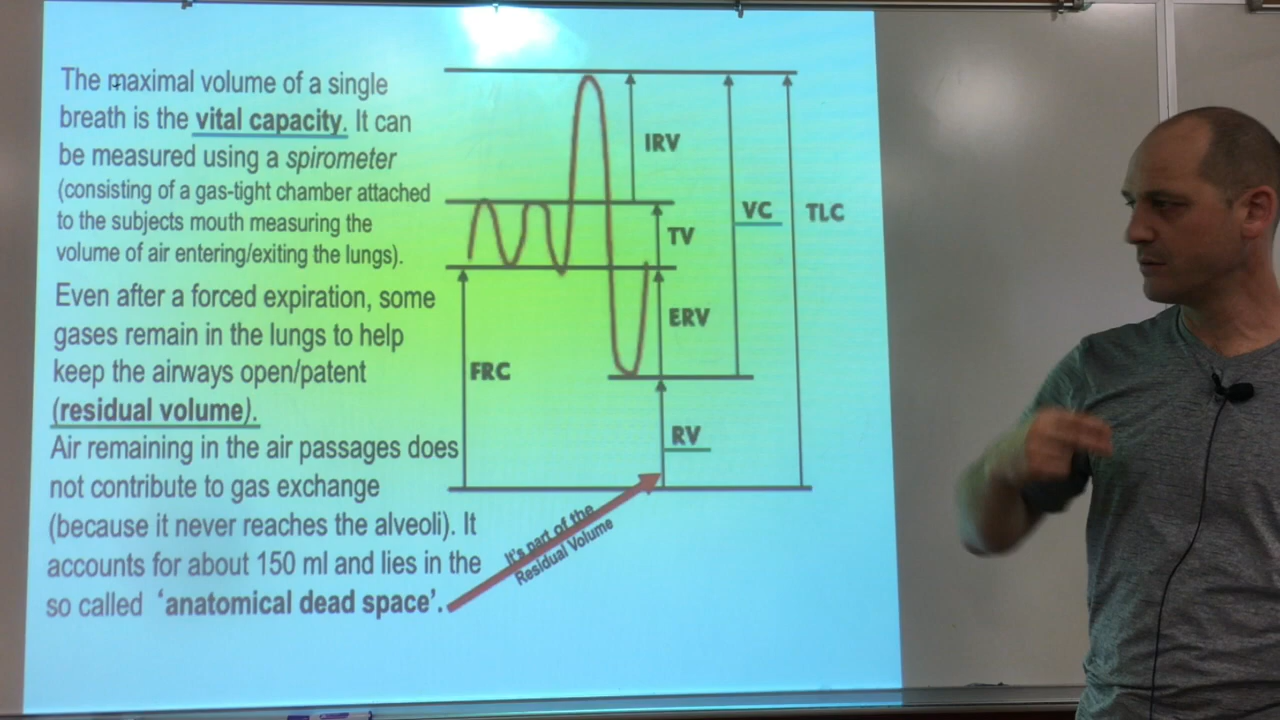 The maximal volume of a single
breath is the vital capacity. It can
be measured using a spirometer
(consisting of a gas-tight chamber attached
to the subjects mouth measuring the
volume of air entering/exiting the lungs).
Even after a forced expiration, some
gases remain in the lungs to help
keep the airways open/patent
(residual volume).
Air remaining in the air passages does
not contribute to gas exchange
(because it never reaches the alveoli). It
accounts for about 150 ml and lies in the
so called 'anatomical dead space'.
IRV
VC
TLC
TV
ERV
FRC
RV
It's part of the
Residual Volume